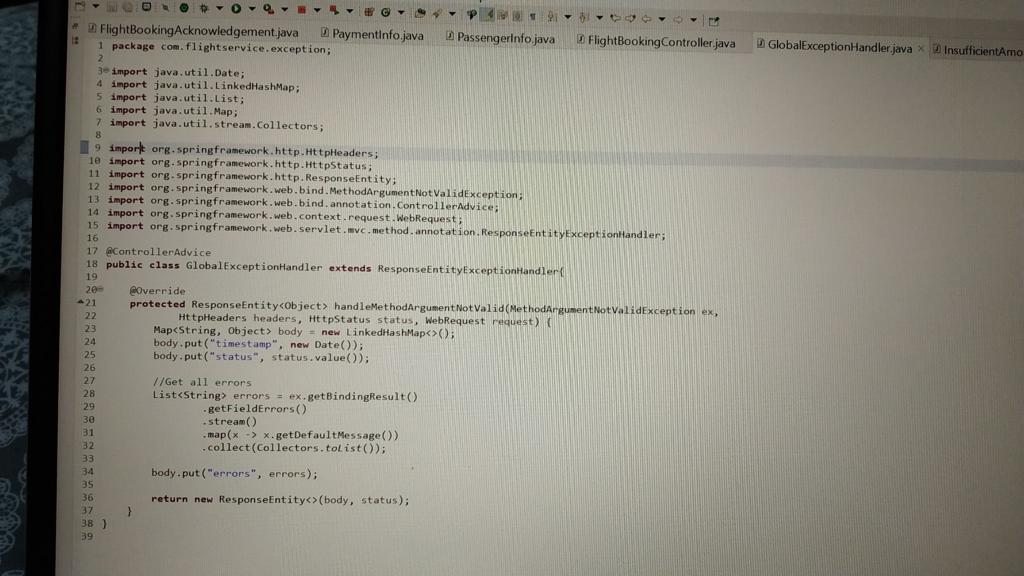 FlightBookingAcknowledgement.java PaymentInfo.java PassengerInfo.java FlightBookingController.java GlobalExceptionHandler.java InsufficientAmo
1 package com.flightservice.exception;
2
3 import java.util.Date;
4 import java.util.LinkedHashMap;
5 import java.util.List;
6 import java.util.Map;
7 import java.util.stream.Collectors;
8
9 import org.springframework.http.HttpHeaders;
10 import org.springframework.http.HttpStatus;
11 import org.springframework.http.ResponseEntity;
12 import org.springframework.web.bind.MethodArgumentNotValidException;
13 import org.springframework.web.bind.annotation.ControllerAdvice;
14 import org.springframework.web.context.request.WebRequest;
15 import org.springframework.web.servlet.mvc.method.annotation.ResponseEntityExceptionHandler;
16
17 @ControllerAdvice
18 public class GlobalExceptionHandler extends ResponseEntityExceptionHandler{
19
20 @Override
21 protected ResponseEntity<Object> handleMethodArgumentNotValid(MethodArgumentNotValidException ex,
22 HttpHeaders headers, HttpStatus status, WebRequest request) {
23 Map<String, Object> body = new LinkedHashMap<>();
24 body.put("timestamp", new Date());
25 body.put("status", status.value());
26
27 //Get all errors
28 List<String> errors = ex.getBindingResult()
29 .getFieldErrors()
30 .stream()
31 .map(x -> x.getDefaultMessage())
32 .collect(Collectors.toList());
33
34 body.put("errors", errors);
35
36 return new ResponseEntity<>(body, status);
37 }
38 }
39